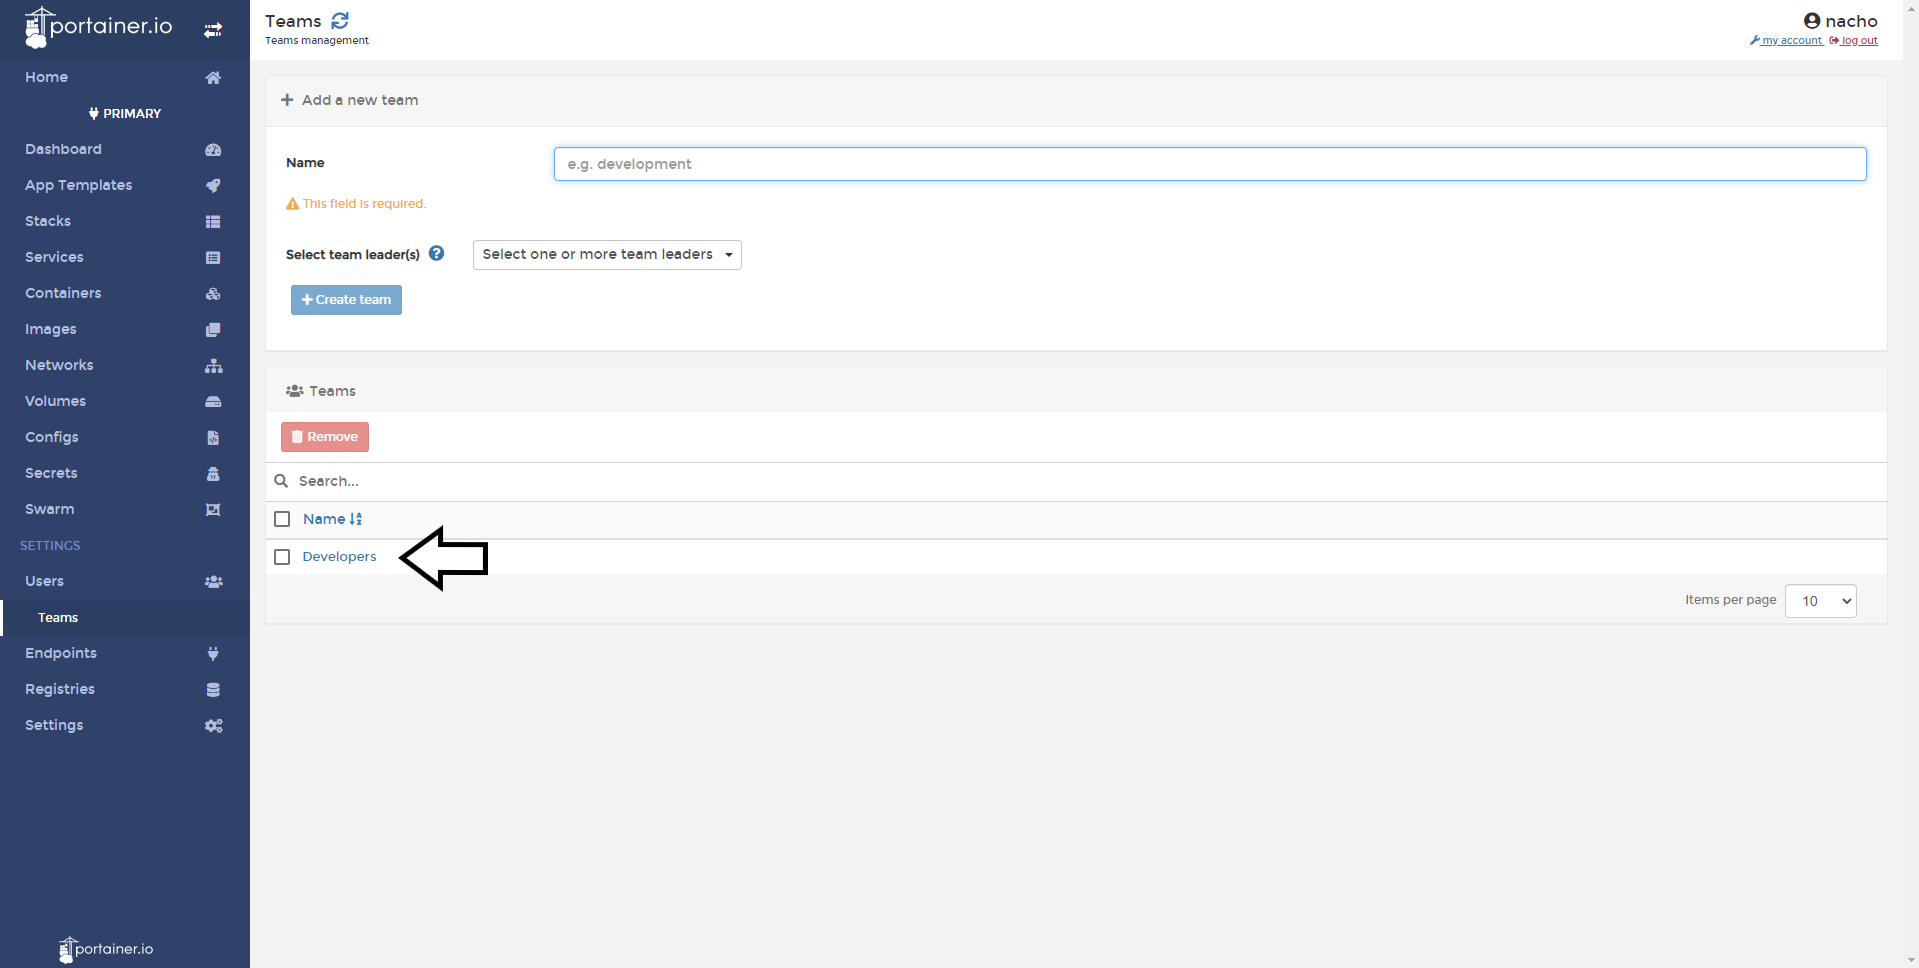 portainer.io
Home
PRIMARY
Dashboard
App Templates
Stacks
Services
Containers
Images
Networks
Volumes
Configs
Secrets
Swarm
SETTINGS
Users
Teams
Endpoints
Registries
Settings
portainer.io
Teams
Teams management
nacho
my account log out
Add a new team
Name
e.g. development
This field is required.
Select team leader(s) ? Select one or more team leaders
Create team
Teams
Remove
Search...
Name
Developers
Items per page 10